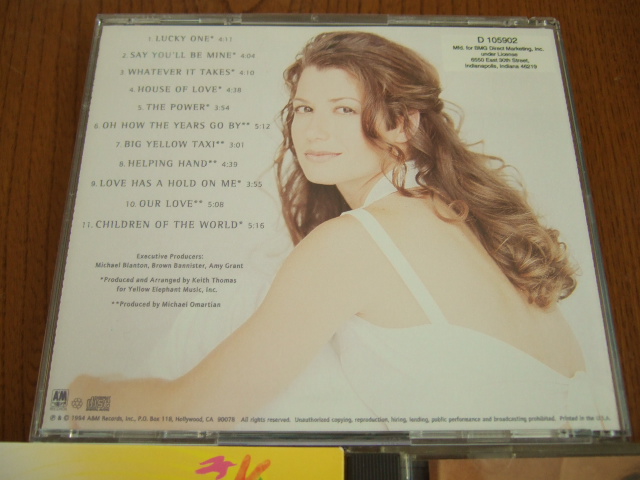 1. LUCKY ONE* 4:11
2. SAY YOU'LL BE MINE* 4:04
3. WHATEVER IT TAKES* 4:10
4. HOUSE OF LOVE* 4:38
5. THE POWER* 3:54
6. OH HOW THE YEARS GO BY** 5:12
7. BIG YELLOW TAXI** 3:01
8. HELPING HAND** 4:39
9. LOVE HAS A HOLD ON ME* 3:55
10. OUR LOVE** 5:08
11. CHILDREN OF THE WORLD* 5:16
Executive Producers:
Michael Blanton, Brown Bannister, Amy Grant
*Produced and Arranged by Keith Thomas
for Yellow Elephant Music, Inc.
**Produced by Michael Omartian
D 105902
Mfd. for BMG Direct Marketing, Inc.
under License
6550 East 30th Street,
Indianapolis, Indiana 46219
A&M
℗ & © 1994 A&M Records, Inc., P.O. Box 118, Hollywood, CA 90078 All rights reserved. Unauthorized copying, reproduction, hiring, lending, public performance and broadcasting prohibited. Printed in the U.S.A.